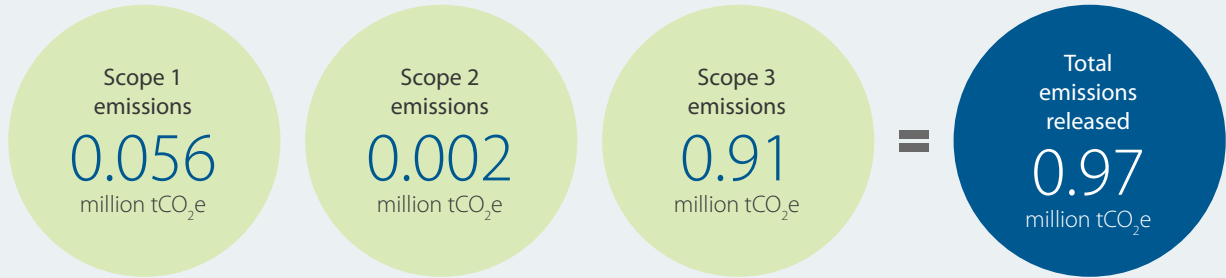 Scope 1
emissions
0.056
million tCO₂e
Scope 2
emissions
0.002
million tCO₂e
Scope 3
emissions
0.91
million tCO₂e
=
Total
emissions
released
0.97
million tCO₂e